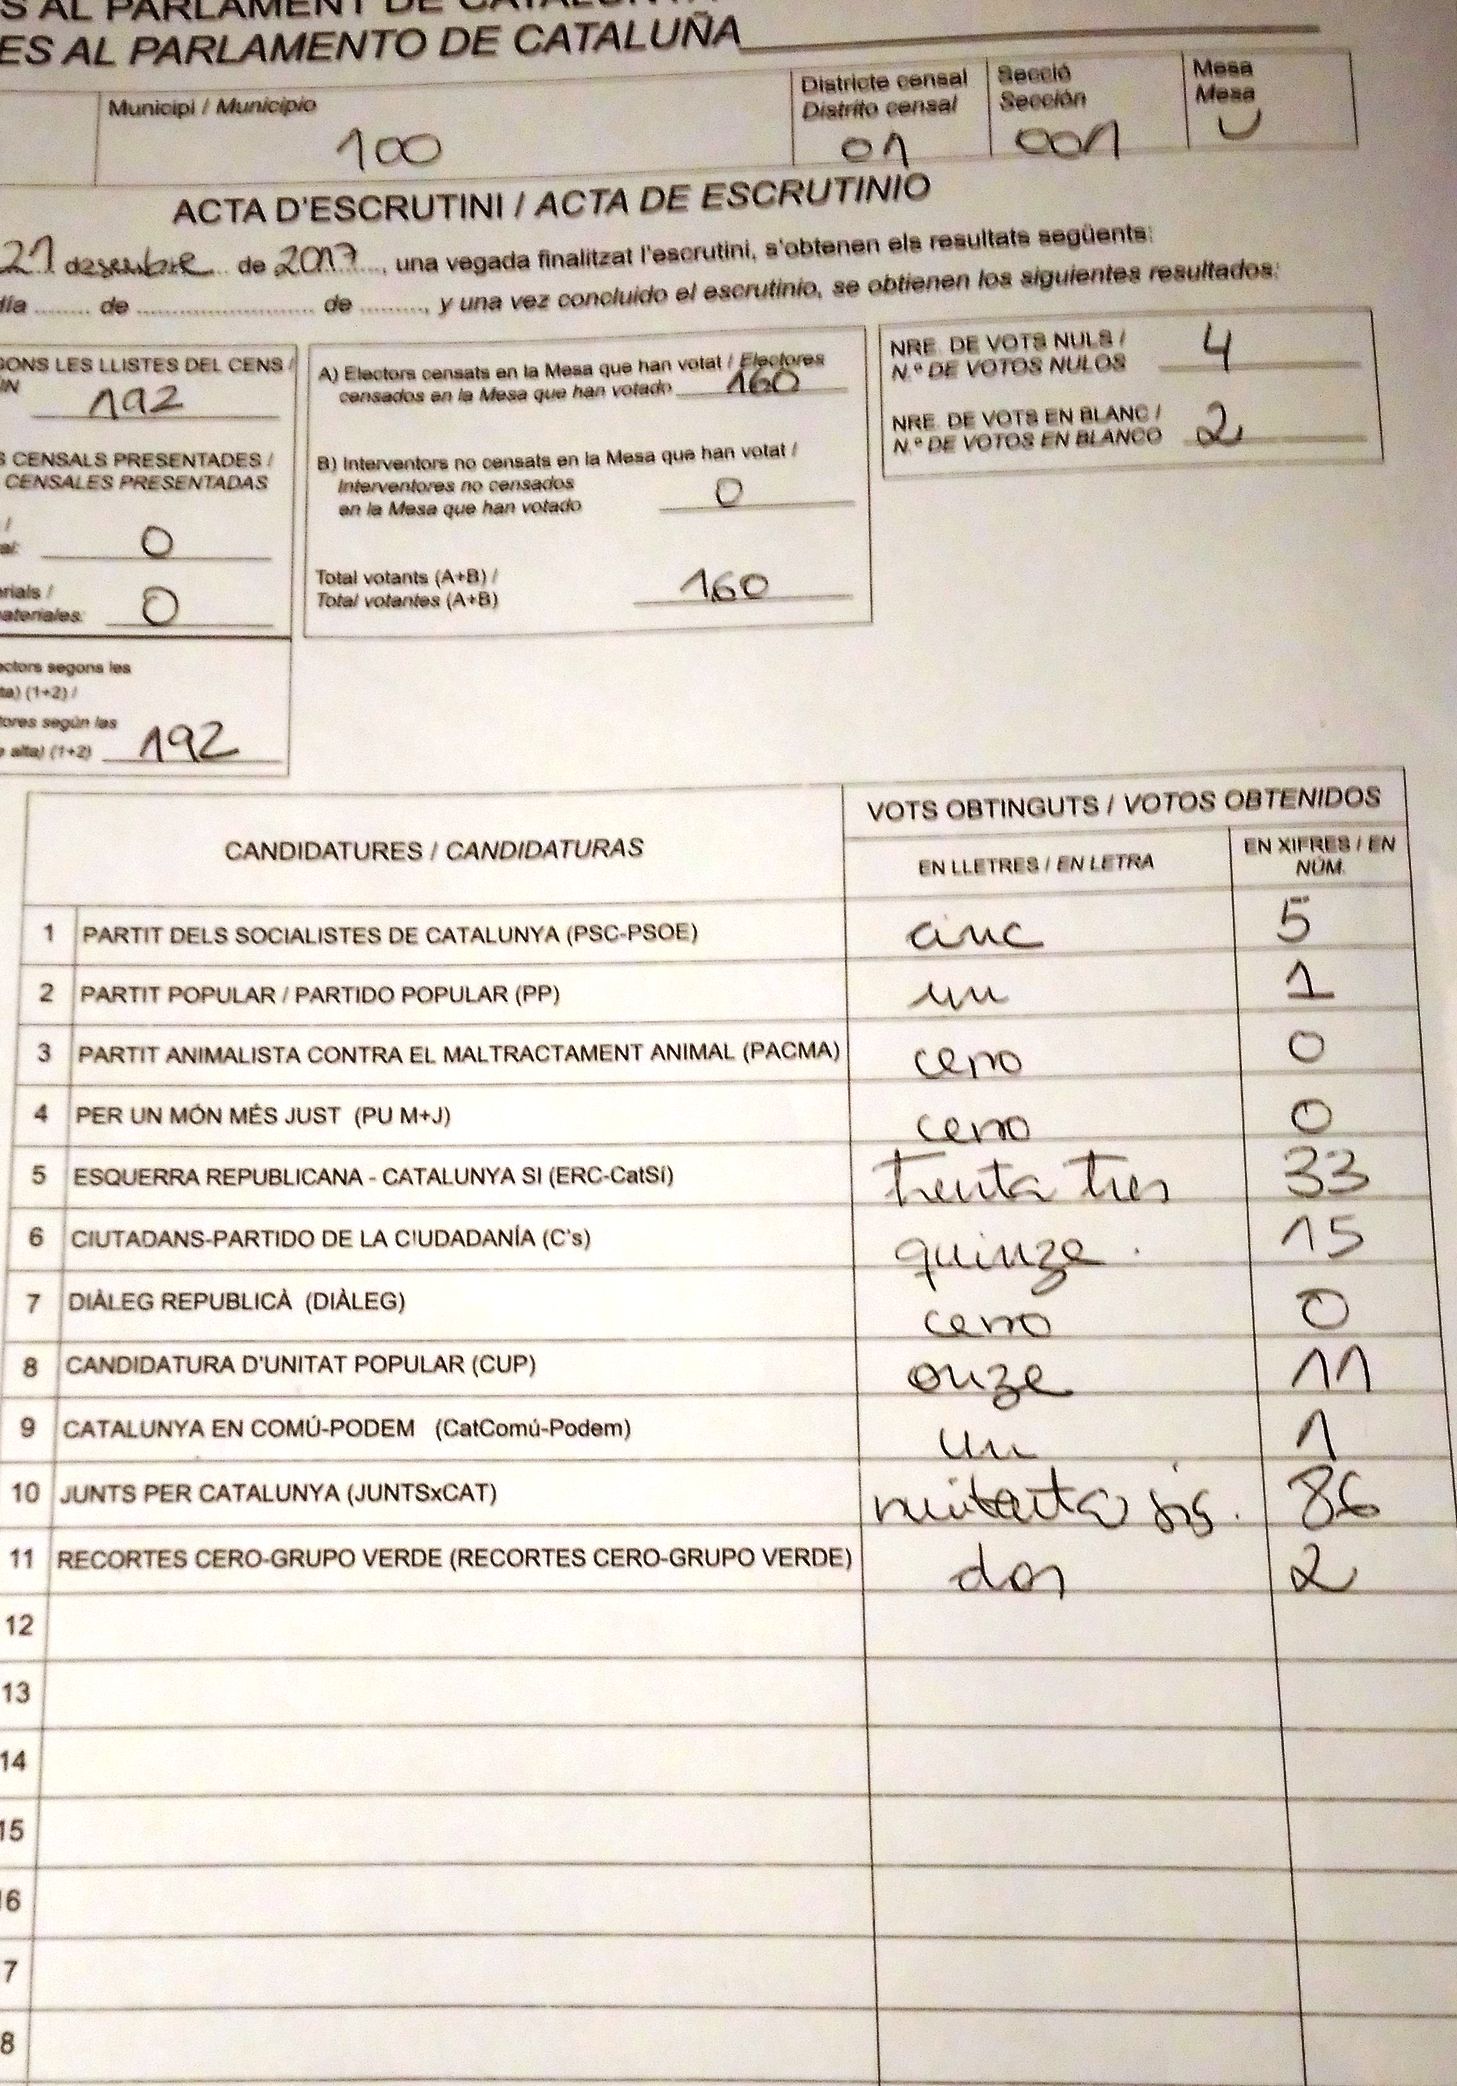 S AL PARLAMENT DE CATALUNYA
ES AL PARLAMENTO DE CATALUÑA
Municipi / Municipio
100
Districte censal
Distrito censal
01
Secció
Sección
001
Mesa
Mesa
U
ACTA D'ESCRUTINI / ACTA DE ESCRUTINIO
21 desembre de 2017, una vegada finalitzat l'escrutini, s'obtenen els resultats següents:
día ........ de .......................... de .........., y una vez concluido el escrutinio, se obtienen los siguientes resultados:
GONS LES LLISTES DEL CENS /
192
S CENSALS PRESENTADES /
CENSALES PRESENTADAS
/
al: 0
erials /
ateriales: 0
ectors segons les
ta) (1+2) /
tores según las
e alta) (1+2) 192
A) Electors censats en la Mesa que han votat / Electores
censados en la Mesa que han votado 160
B) Interventors no censats en la Mesa que han votat /
Interventores no censados
en la Mesa que han votado 0
Total votants (A+B) /
Total votantes (A+B) 160
NRE. DE VOTS NULS /
N.º DE VOTOS NULOS 4
NRE. DE VOTS EN BLANC /
N.º DE VOTOS EN BLANCO 2
CANDIDATURES / CANDIDATURAS
VOTS OBTINGUTS / VOTOS OBTENIDOS
EN LLETRES / EN LETRA
EN XIFRES / EN
NÚM.
1 PARTIT DELS SOCIALISTES DE CATALUNYA (PSC-PSOE) cinc 5
2 PARTIT POPULAR / PARTIDO POPULAR (PP) un 1
3 PARTIT ANIMALISTA CONTRA EL MALTRACTAMENT ANIMAL (PACMA) cero 0
4 PER UN MÓN MÉS JUST (PU M+J) cero 0
5 ESQUERRA REPUBLICANA - CATALUNYA SI (ERC-CatSí) trenta tres 33
6 CIUTADANS-PARTIDO DE LA CIUDADANÍA (C's) quinze. 15
7 DIÀLEG REPUBLICÀ (DIÀLEG) cero 0
8 CANDIDATURA D'UNITAT POPULAR (CUP) onze 11
9 CATALUNYA EN COMÚ-PODEM (CatComú-Podem) un 1
10 JUNTS PER CATALUNYA (JUNTSxCAT) sis. 86
11 RECORTES CERO-GRUPO VERDE (RECORTES CERO-GRUPO VERDE) dos 2
12
13
14
15
16
7
8